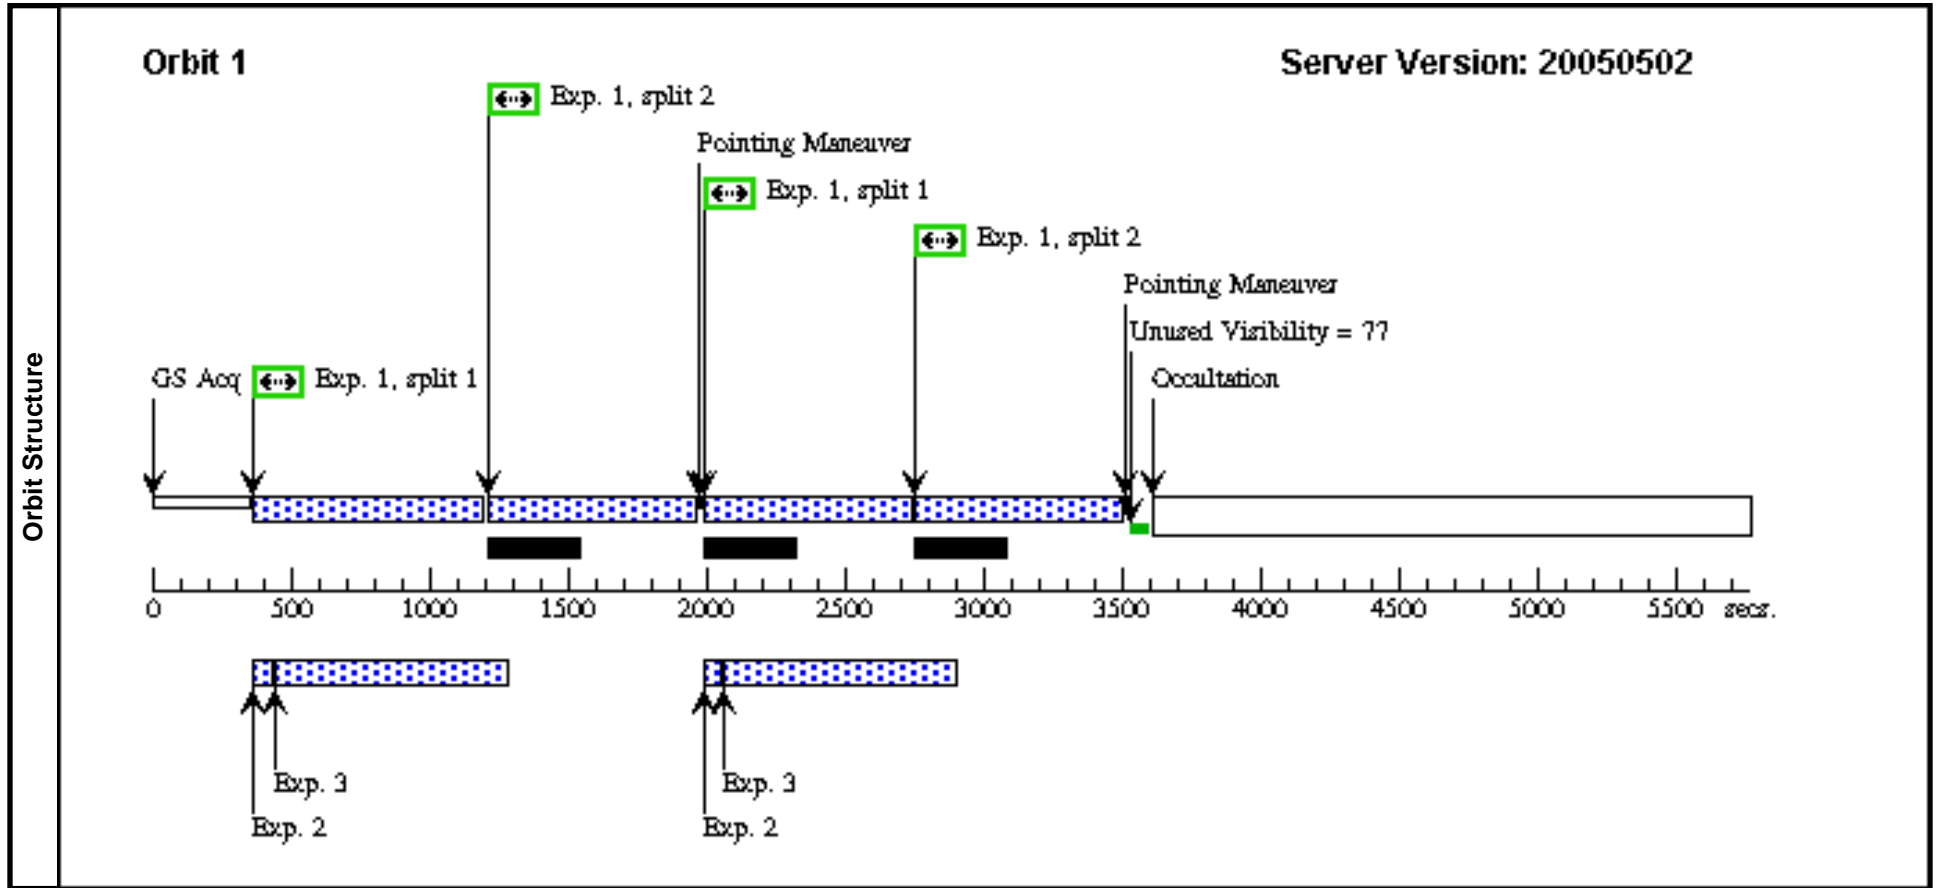 Orbit Structure
Orbit 1
Server Version: 20050502
Exp. 1, split 2
Pointing Maneuver
Exp. 1, split 1
Exp. 1, split 2
Pointing Maneuver
Unused Visibility = 77
GS Acq
Exp. 1, split 1
Occultation
0 500 1000 1500 2000 2500 3000 3500 4000 4500 5000 5500 secs.
Exp. 3
Exp. 3
Exp. 2
Exp. 2